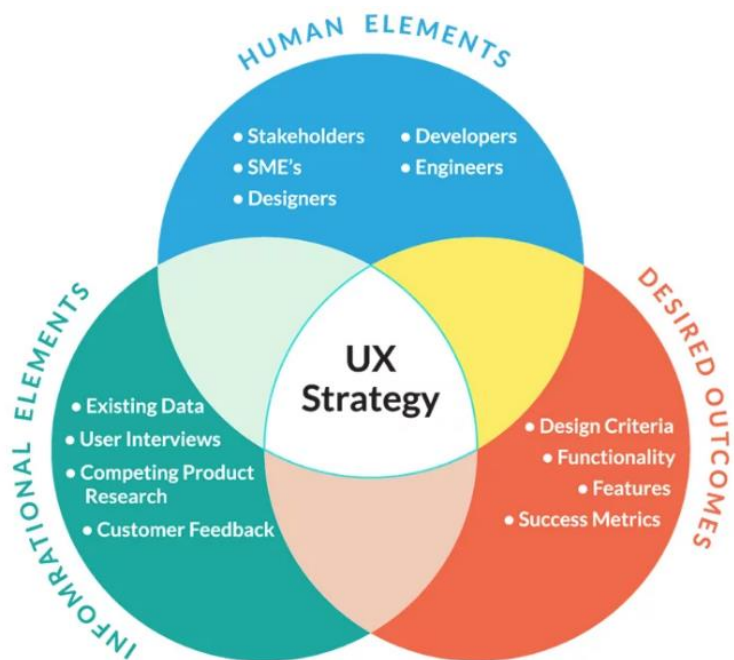 HUMAN ELEMENTS
• Stakeholders
• SME's
• Designers
• Developers
• Engineers
INFOMRATIONAL ELEMENTS
• Existing Data
• User Interviews
• Competing Product
Research
• Customer Feedback
UX
Strategy
DESIRED OUTCOMES
• Design Criteria
• Functionality
• Features
• Success Metrics